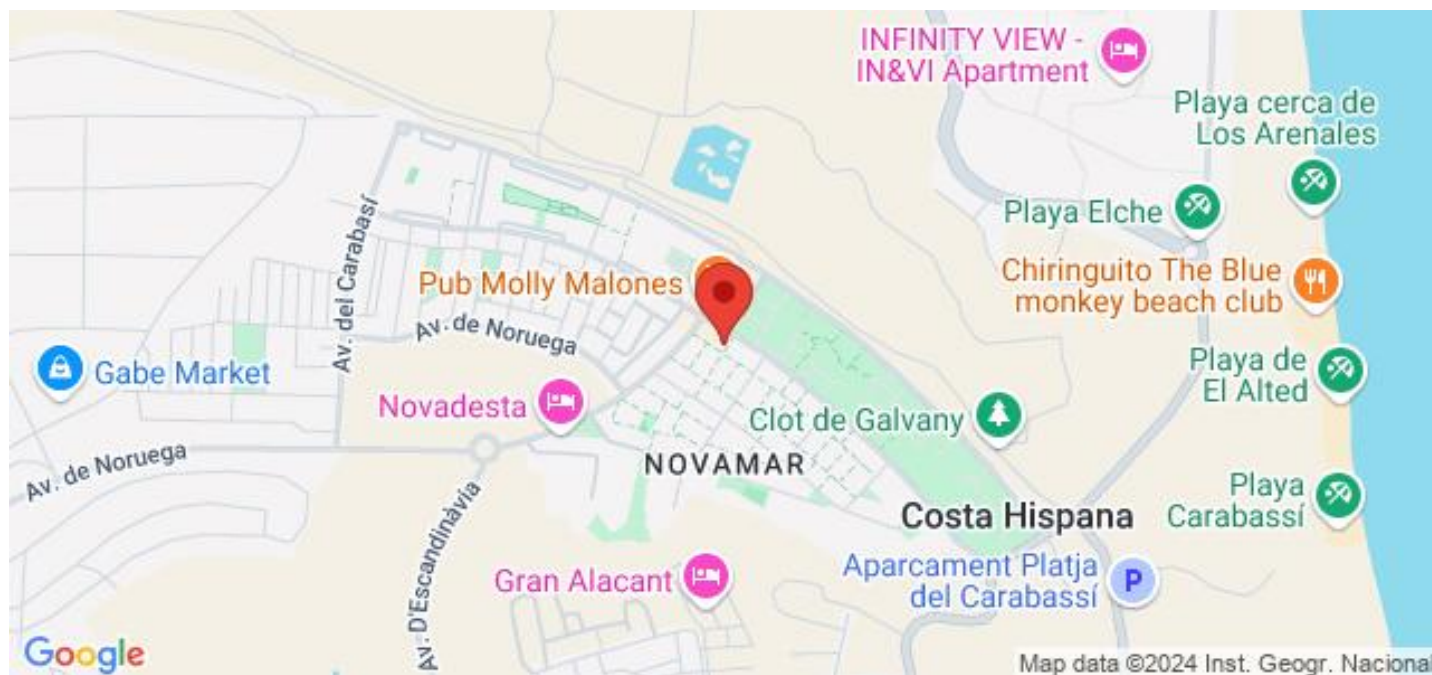 INFINITY VIEW -
IN&VI Apartment
Playa cerca de
Los Arenales
Playa Elche
Av. del Carabasí
Pub Molly Malones
Chiringuito The Blue
monkey beach club
Av. de Noruega
Gabe Market
Playa de
El Altet
Novadesta
Clot de Galvany
Av. de Noruega
NOVAMAR
Playa
Carabassí
Costa Hispana
Av. D'Escandinàvia
Gran Alacant
Aparcament Platja
del Carabassí
P
Google
Map data ©2024 Inst. Geogr. Nacional